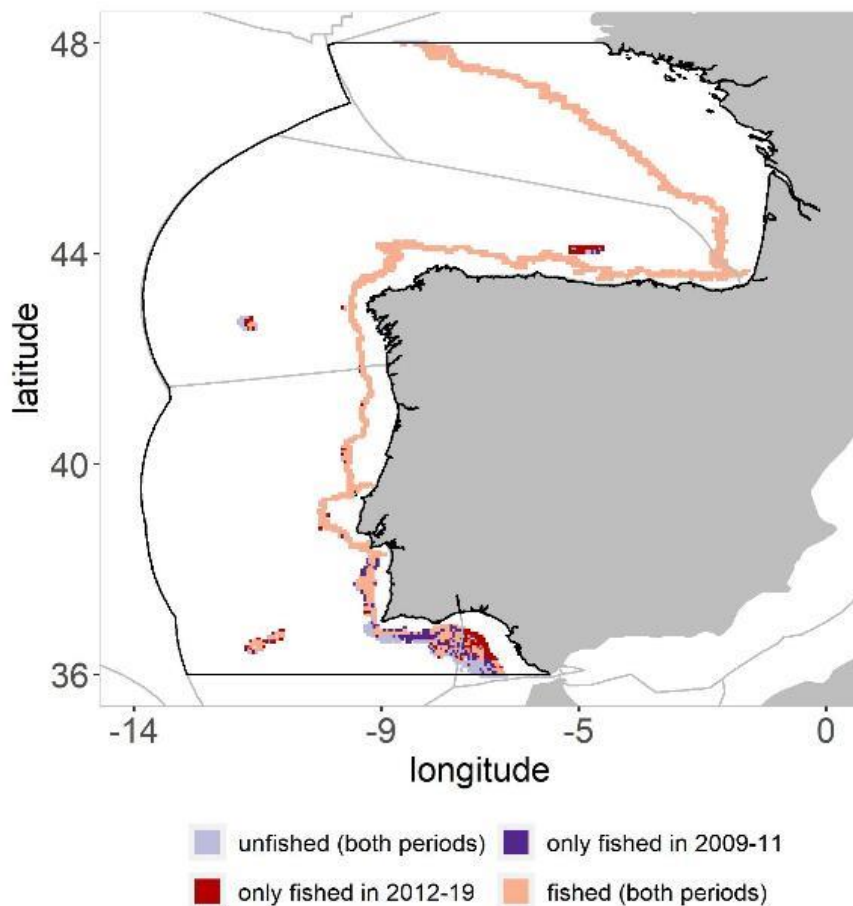 48
44
40
36
latitude
-14 -9 -5 0
longitude
unfished (both periods) only fished in 2009-11
only fished in 2012-19 fished (both periods)